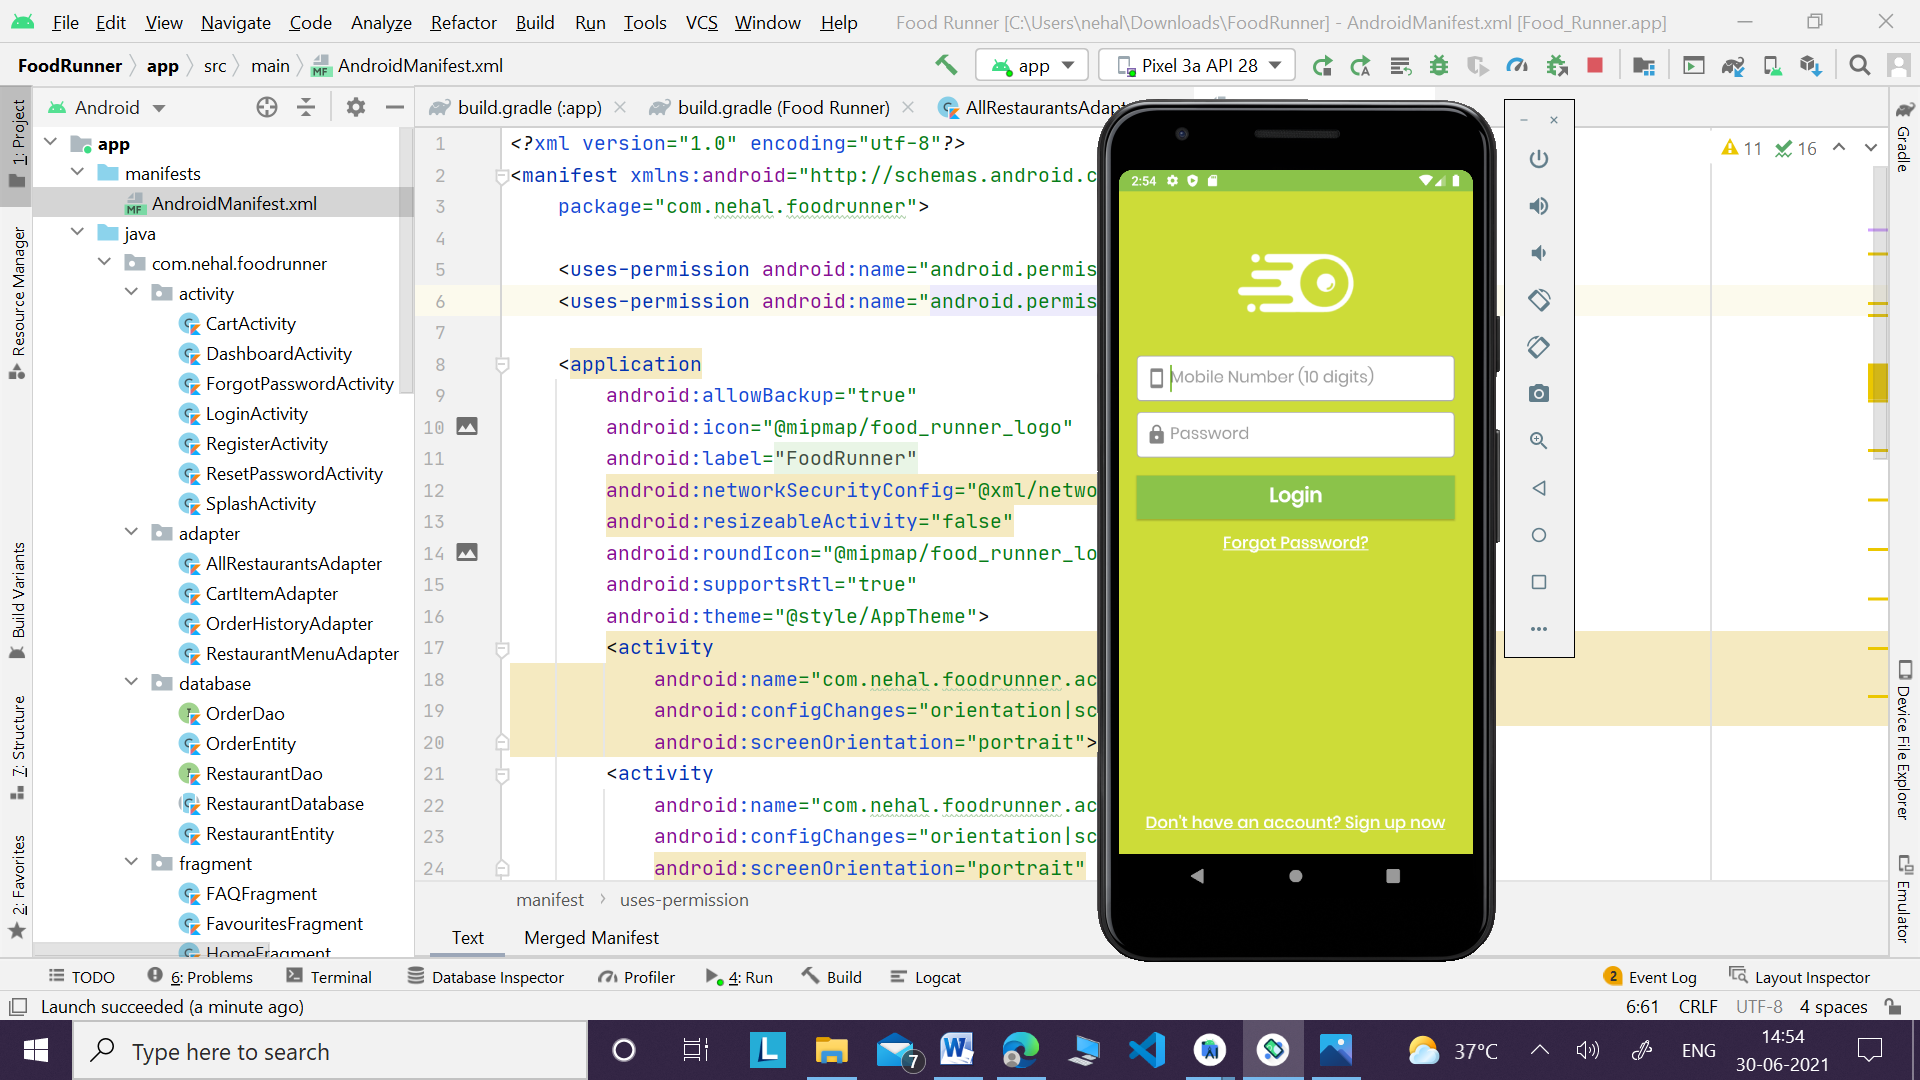 File Edit View Navigate Code Analyze Refactor Build Run Tools VCS Window Help Food Runner [C:\Users\nehal\Downloads\FoodRunner] - AndroidManifest.xml [Food_Runner.app]
FoodRunner app src main AndroidManifest.xml app Pixel 3a API 28
Android build.gradle (:app) build.gradle (Food Runner) AllRestaurantsAdapt
1: Project
Resource Manager
Build Variants
7: Structure
2: Favorites
app
manifests
AndroidManifest.xml
java
com.nehal.foodrunner
activity
CartActivity
DashboardActivity
ForgotPasswordActivity
LoginActivity
RegisterActivity
ResetPasswordActivity
SplashActivity
adapter
AllRestaurantsAdapter
CartItemAdapter
OrderHistoryAdapter
RestaurantMenuAdapter
database
OrderDao
OrderEntity
RestaurantDao
RestaurantDatabase
RestaurantEntity
fragment
FAQFragment
FavouritesFragment
HomeFragment
1 <?xml version="1.0" encoding="utf-8"?>
2 <manifest xmlns:android="http://schemas.android.c
3 package="com.nehal.foodrunner">
4
5 <uses-permission android:name="android.permis
6 <uses-permission android:name="android.permis
7
8 <application
9 android:allowBackup="true"
10 android:icon="@mipmap/food_runner_logo"
11 android:label="FoodRunner"
12 android:networkSecurityConfig="@xml/netwo
13 android:resizeableActivity="false"
14 android:roundIcon="@mipmap/food_runner_lo
15 android:supportsRtl="true"
16 android:theme="@style/AppTheme">
17 <activity
18 android:name="com.nehal.foodrunner.ac
19 android:configChanges="orientation|sc
20 android:screenOrientation="portrait">
21 <activity
22 android:name="com.nehal.foodrunner.ac
23 android:configChanges="orientation|sc
24 android:screenOrientation="portrait"
manifest uses-permission
Text Merged Manifest
11 16
2:54
Mobile Number (10 digits)
Password
Login
Forgot Password?
Don't have an account? Sign up now
Gradle
Device File Explorer
Emulator
TODO 6: Problems Terminal Database Inspector Profiler 4: Run Build Logcat 2 Event Log Layout Inspector
Launch succeeded (a minute ago) 6:61 CRLF UTF-8 4 spaces
Type here to search 7 37°C ENG 14:54
30-06-2021